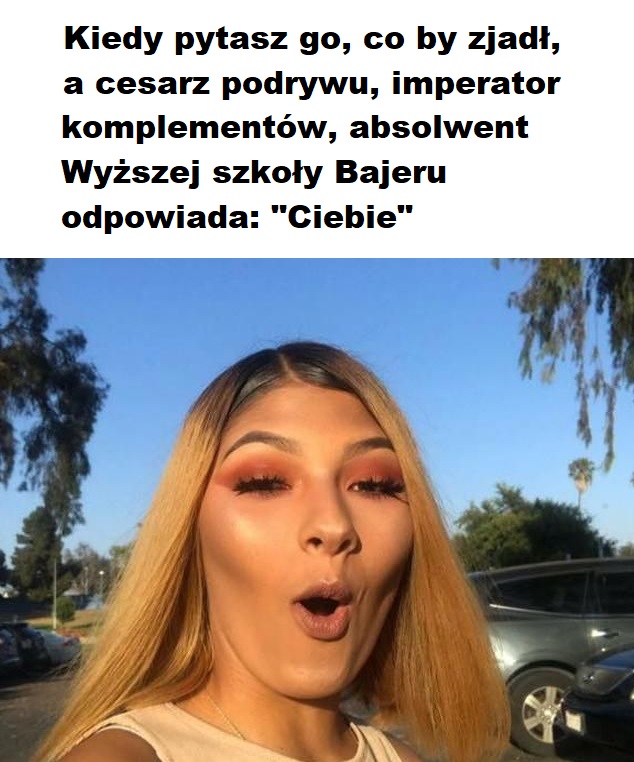 Kiedy pytasz go, co by zjadł,
a cesarz podrywu, imperator
komplementów, absolwent
Wyższej szkoły Bajeru
odpowiada: "Ciebie"